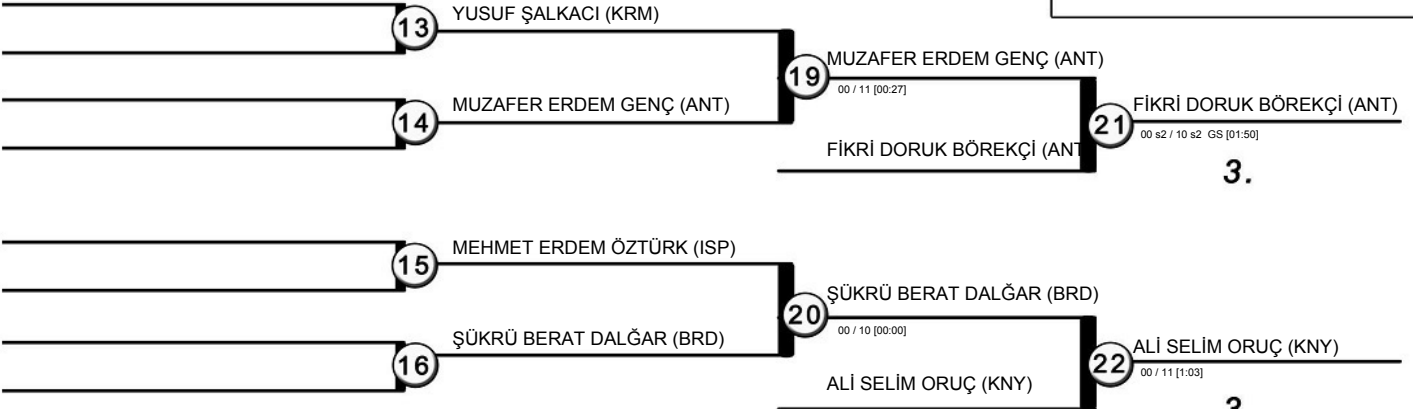 13
YUSUF ŞALKACI (KRM)
19
MUZAFER ERDEM GENÇ (ANT)
00 / 11 [00:27]
14
MUZAFER ERDEM GENÇ (ANT)
21
FİKRİ DORUK BÖREKÇİ (ANT)
00 s2 / 10 s2 GS [01:50]
FİKRİ DORUK BÖREKÇİ (ANT
3.
15
MEHMET ERDEM ÖZTÜRK (ISP)
20
ŞÜKRÜ BERAT DALĞAR (BRD)
00 / 10 [00:00]
16
ŞÜKRÜ BERAT DALĞAR (BRD)
22
ALİ SELİM ORUÇ (KNY)
00 / 11 [1:03]
ALİ SELİM ORUÇ (KNY)
3